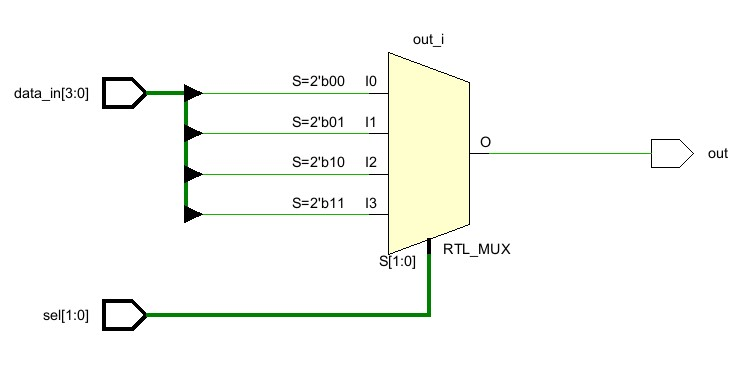 out_i
S=2'b00 I0
data_in[3:0]
S=2'b01 I1
O
out
S=2'b10 I2
S=2'b11 I3
RTL_MUX
S[1:0]
sel[1:0]